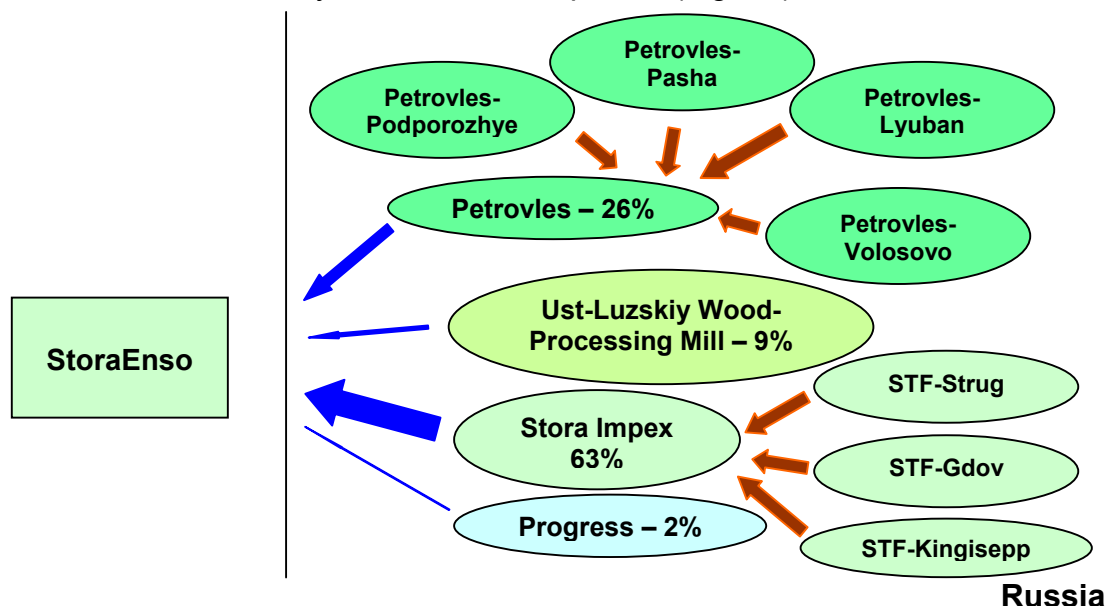 Petrovles-
Pasha
Petrovles-
Podporozhye
Petrovles-
Lyuban
Petrovles – 26%
Petrovles-
Volosovo
Ust-Luzskiy Wood-
Processing Mill – 9%
StoraEnso
STF-Strug
Stora Impex
63%
STF-Gdov
Progress – 2%
STF-Kingisepp
Russia